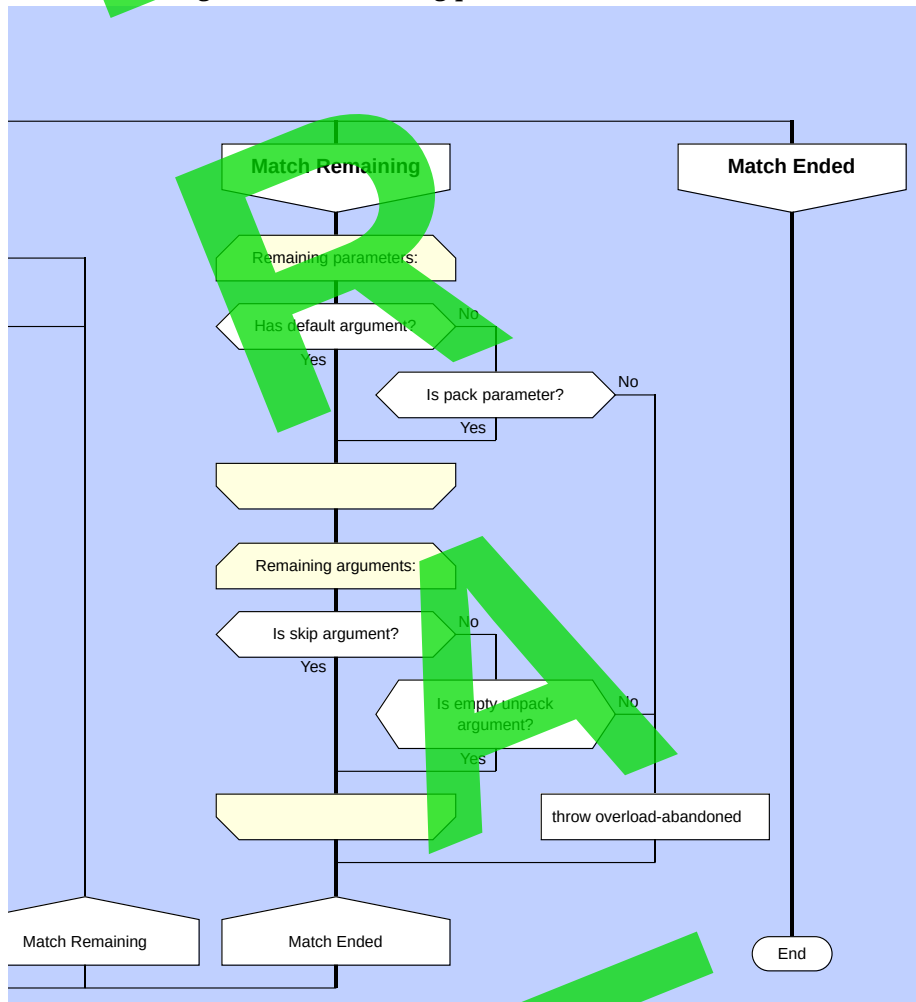 Match Remaining
Match Ended
Remaining parameters:
Has default argument?
No
Yes
Is pack parameter?
No
Yes
Remaining arguments:
Is skip argument?
No
Yes
Is empty unpack
argument?
No
Yes
throw overload-abandoned
Match Remaining
Match Ended
End
R
A